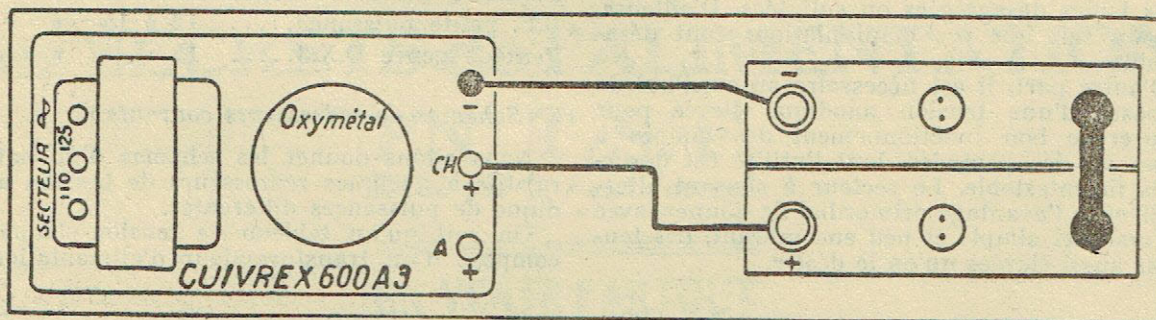 SECTEUR
110 125
Oxymétal
-
CH
+
A
+
CUIVREX 600 A3
-
+